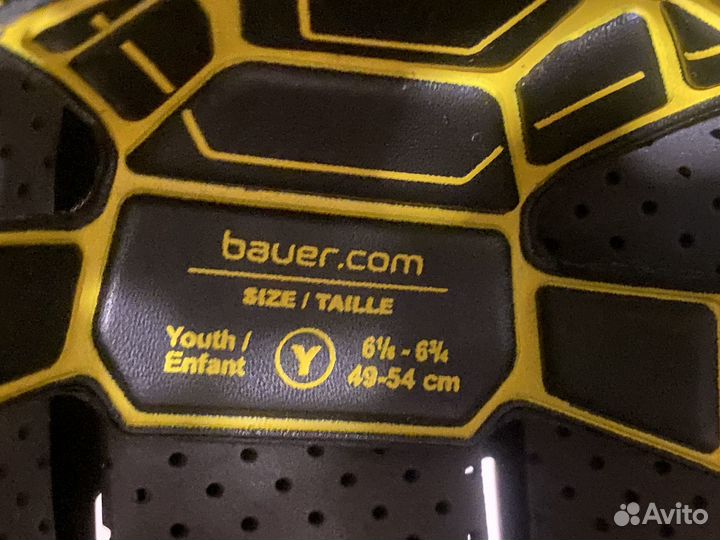 bauer.com
SIZE / TAILLE
Youth / Enfant
Y
6⅛ - 6¾
49-54 cm
Avito